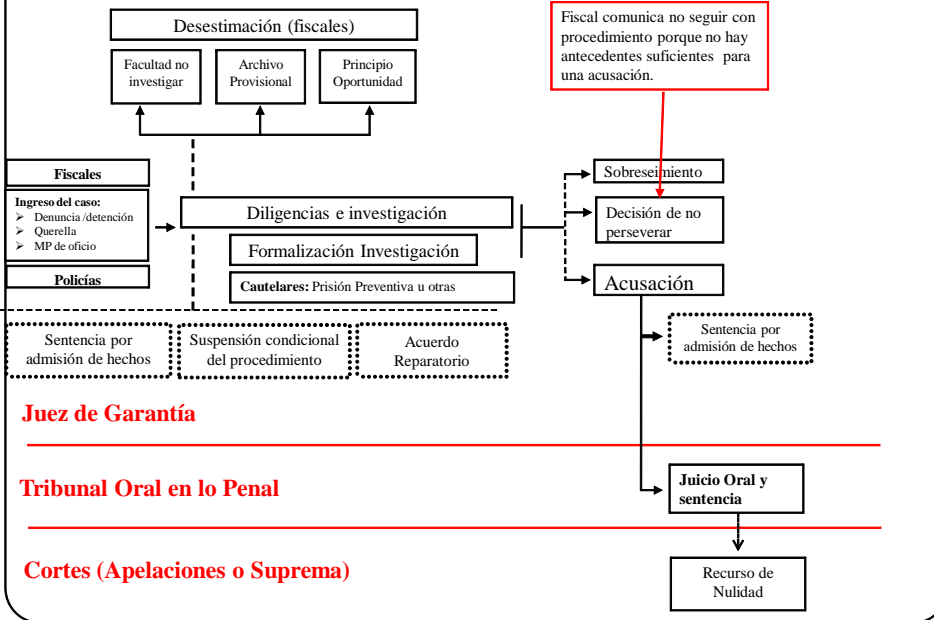 Desestimación (fiscales)
Facultad no
investigar
Archivo
Provisional
Principio
Oportunidad
Fiscal comunica no seguir con
procedimiento porque no hay
antecedentes suficientes para
una acusación.
Fiscales
Ingreso del caso:
➢ Denuncia /detención
➢ Querella
➢ MP de oficio
Policías
Diligencias e investigación
Formalización Investigación
Cautelares: Prisión Preventiva u otras
Sobreseimiento
Decisión de no
perseverar
Acusación
Sentencia por
admisión de hechos
Suspensión condicional
del procedimiento
Acuerdo
Reparatorio
Sentencia por
admisión de hechos
Juez de Garantía
Tribunal Oral en lo Penal
Juicio Oral y
sentencia
Cortes (Apelaciones o Suprema)
Recurso de
Nulidad